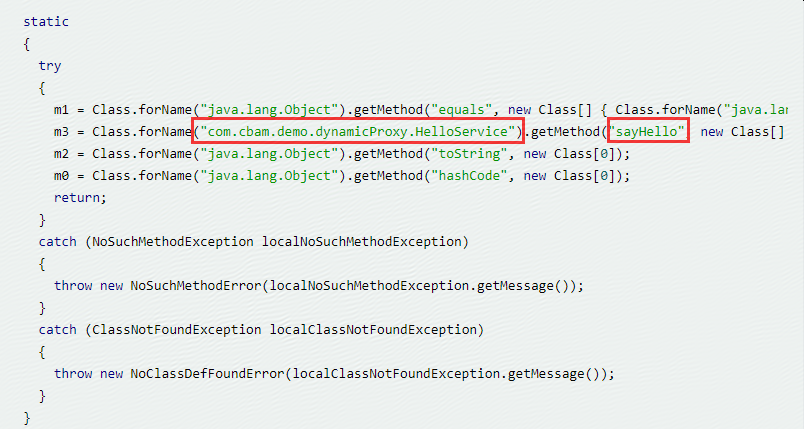 static
{
try
{
m1 = Class.forName("java.lang.Object").getMethod("equals", new Class[] { Class.forName("java.lan
m3 = Class.forName("com.cbam.demo.dynamicProxy.HelloService").getMethod("sayHello", new Class[]
m2 = Class.forName("java.lang.Object").getMethod("toString", new Class[0]);
m0 = Class.forName("java.lang.Object").getMethod("hashCode", new Class[0]);
return;
}
catch (NoSuchMethodException localNoSuchMethodException)
{
throw new NoSuchMethodError(localNoSuchMethodException.getMessage());
}
catch (ClassNotFoundException localClassNotFoundException)
{
throw new NoClassDefFoundError(localClassNotFoundException.getMessage());
}
}